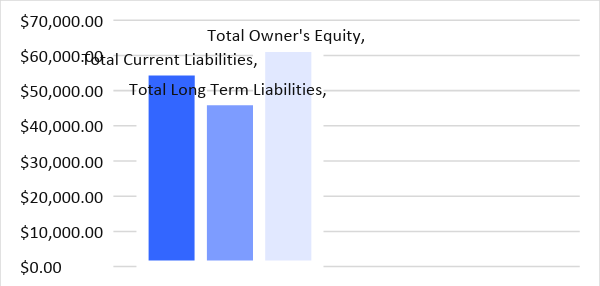 $70,000.00
Total Owner's Equity,
$60,000.00
Total Current Liabilities,
$50,000.00
Total Long Term Liabilities,
$40,000.00
$30,000.00
$20,000.00
$10,000.00
$0.00